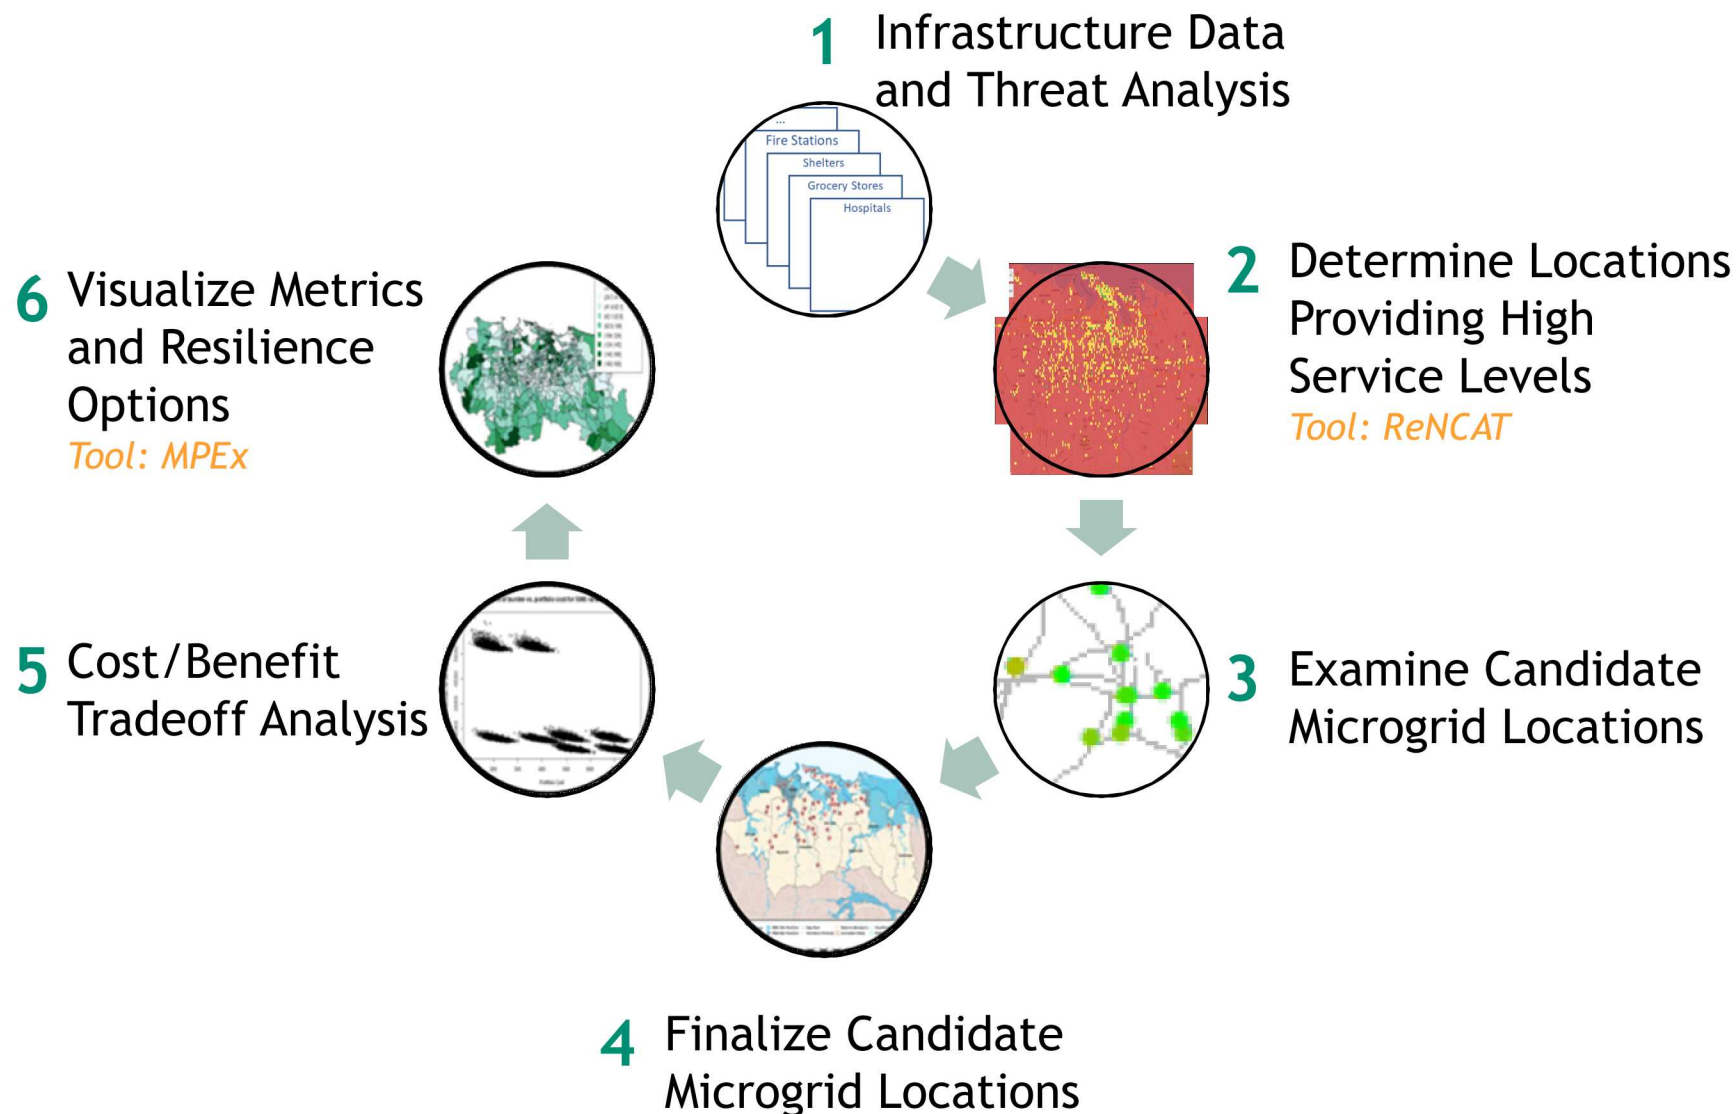 1
Infrastructure Data
and Threat Analysis
...
Fire Stations
Shelters
Grocery Stores
Hospitals
2
Determine Locations
Providing High
Service Levels
Tool: ReNCAT
3
Examine Candidate
Microgrid Locations
4
Finalize Candidate
Microgrid Locations
5
Cost/Benefit
Tradeoff Analysis
6
Visualize Metrics
and Resilience
Options
Tool: MPEx